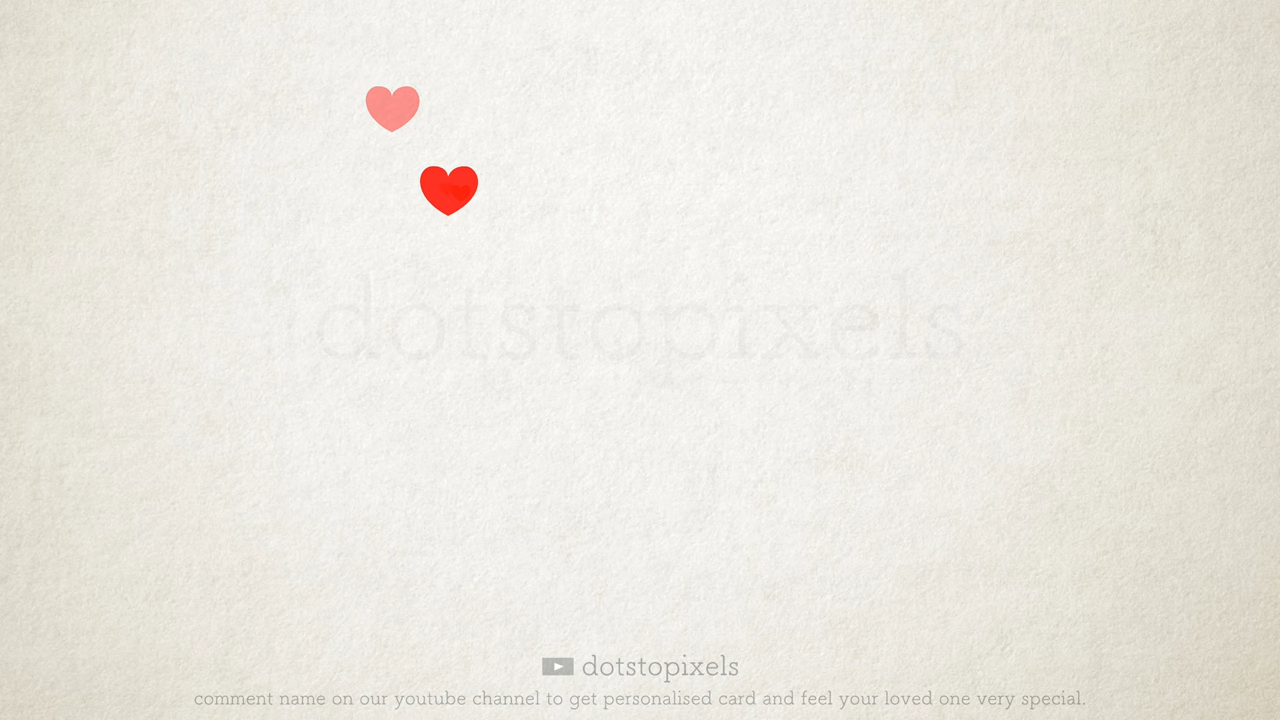 dotstopixels
dotstopixels
comment name on our youtube channel to get personalised card and feel your loved one very special.